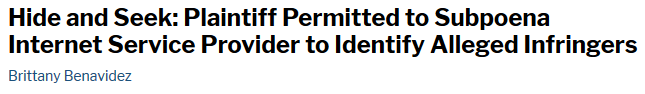 Hide and Seek: Plaintiff Permitted to Subpoena
Internet Service Provider to Identify Alleged Infringers
Brittany Benavidez